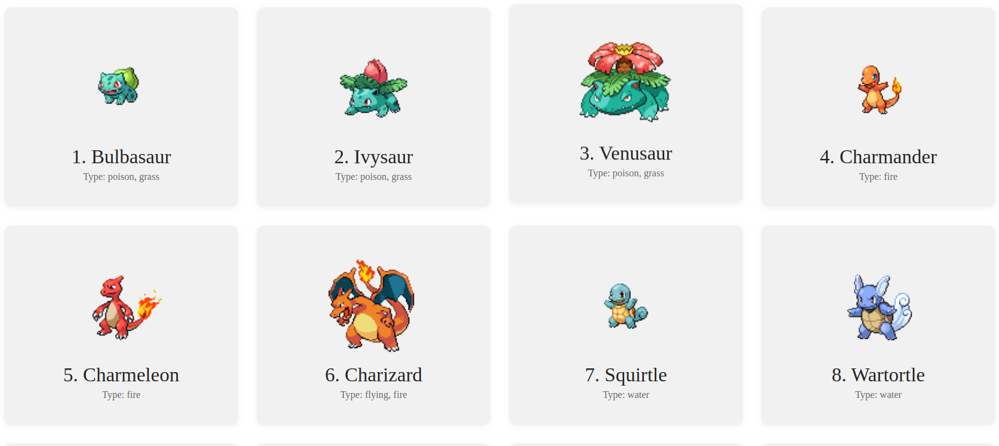 1. Bulbasaur
Type: poison, grass
2. Ivysaur
Type: poison, grass
3. Venusaur
Type: poison, grass
4. Charmander
Type: fire
5. Charmeleon
Type: fire
6. Charizard
Type: flying, fire
7. Squirtle
Type: water
8. Wartortle
Type: water